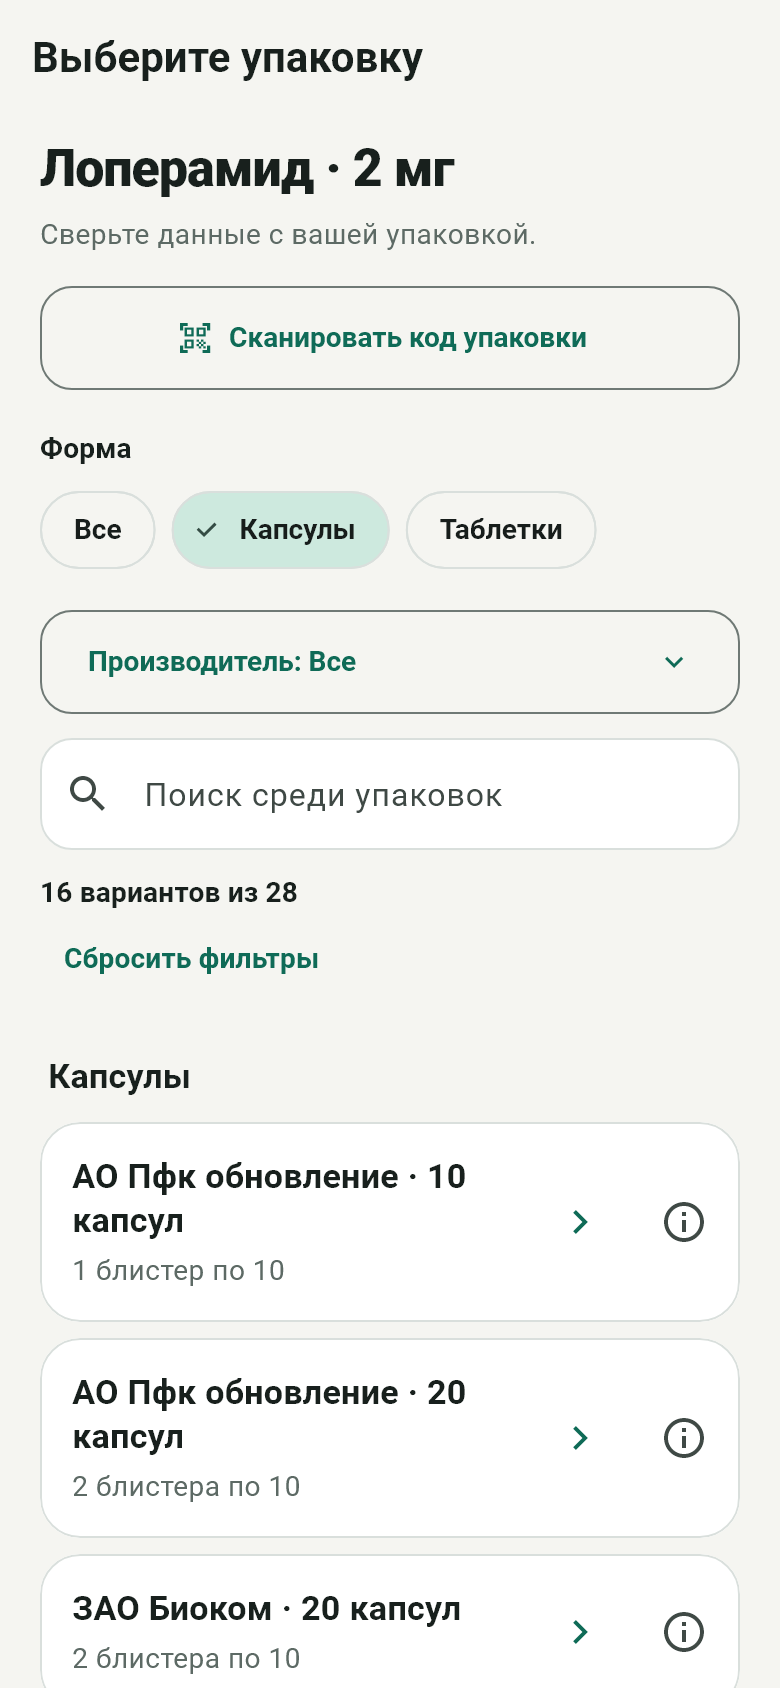 Выберите упаковку
Лоперамид · 2 мг
Сверьте данные с вашей упаковкой.
Сканировать код упаковки
Форма
Все
Капсулы
Таблетки
Производитель: Все
Поиск среди упаковок
16 вариантов из 28
Сбросить фильтры
Капсулы
АО Пфк обновление · 10
капсул
1 блистер по 10
АО Пфк обновление · 20
капсул
2 блистера по 10
ЗАО Биоком · 20 капсул
2 блистера по 10